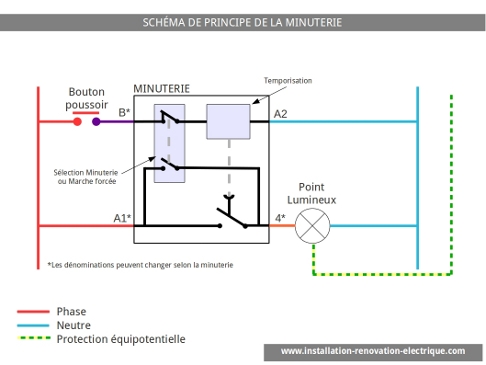 SCHÉMA DE PRINCIPE DE LA MINUTERIE
Temporisation
Bouton
poussoir
MINUTERIE
B*
A2
Sélection Minuterie
ou Marche forcée
Point
Lumineux
A1*
4*
*Les dénominations peuvent changer selon la minuterie
Phase
Neutre
Protection équipotentielle
www.installation-renovation-electrique.com